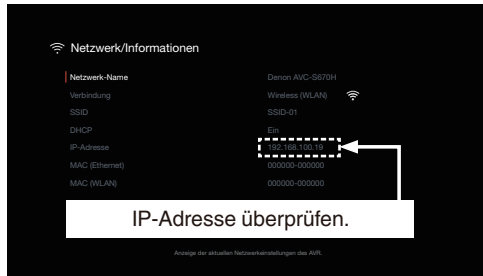 Netzwerk/Informationen
Netzwerk-Name Denon AVC-S670H
Verbindung Wireless (WLAN)
SSID SSID-01
DHCP Ein
IP-Adresse 192.168.100.19
MAC (Ethernet) 000000-000000
MAC (WLAN) 000000-000000
IP-Adresse überprüfen.
Anzeige der aktuellen Netzwerkeinstellungen des AVR.